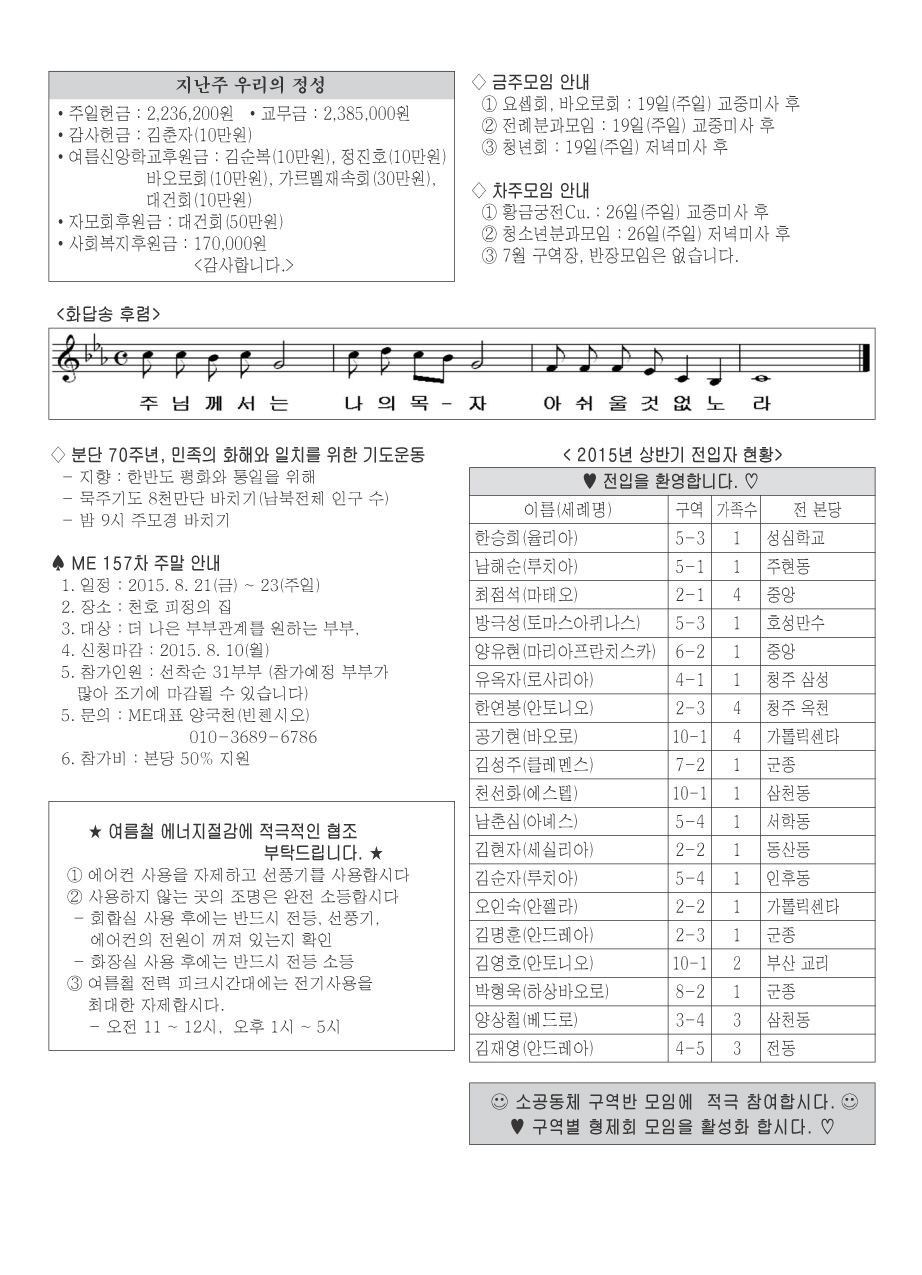 지난주 우리의 정성
• 주일헌금 : 2,236,200원 • 교무금 : 2,385,000원
• 감사헌금 : 김춘자(10만원)
• 여름신앙학교후원금 : 김순복(10만원), 정진호(10만원)
바오로회(10만원), 가르멜재속회(30만원),
대건회(10만원)
• 자모회후원금 : 대건회(50만원)
• 사회복지후원금 : 170,000원
<감사합니다.>
◇ 금주모임 안내
① 요셉회, 바오로회 : 19일(주일) 교중미사 후
② 전례분과모임 : 19일(주일) 교중미사 후
③ 청년회 : 19일(주일) 저녁미사 후
◇ 차주모임 안내
① 황금궁전Cu. : 26일(주일) 교중미사 후
② 청소년분과모임 : 26일(주일) 저녁미사 후
③ 7월 구역장, 반장모임은 없습니다.
<화답송 후렴>
주 님 께 서 는 나 의 목 - 자 아 쉬 울 것 없 노 라
◇ 분단 70주년, 민족의 화해와 일치를 위한 기도운동
- 지향 : 한반도 평화와 통일을 위해
- 묵주기도 8천만단 바치기(남북전체 인구 수)
- 밤 9시 주모경 바치기
♠ ME 157차 주말 안내
1. 일정 : 2015. 8. 21(금) ~ 23(주일)
2. 장소 : 천호 피정의 집
3. 대상 : 더 나은 부부관계를 원하는 부부,
4. 신청마감 : 2015. 8. 10(월)
5. 참가인원 : 선착순 31부부 (참가예정 부부가
많아 조기에 마감될 수 있습니다)
5. 문의 : ME대표 양국천(빈첸시오)
010-3689-6786
6. 참가비 : 본당 50% 지원
★ 여름철 에너지절감에 적극적인 협조
부탁드립니다. ★
① 에어컨 사용을 자제하고 선풍기를 사용합시다
② 사용하지 않는 곳의 조명은 완전 소등합시다
- 회합실 사용 후에는 반드시 전등, 선풍기,
에어컨의 전원이 꺼져 있는지 확인
- 화장실 사용 후에는 반드시 전등 소등
③ 여름철 전력 피크시간대에는 전기사용을
최대한 자제합시다.
- 오전 11 ~ 12시, 오후 1시 ~ 5시
< 2015년 상반기 전입자 현황>
♥ 전입을 환영합니다. ♡
이름(세례명) 구역 가족수 전 본당
한승희(율리아) 5-3 1 성심학교
남해순(루치아) 5-1 1 주현동
최점석(마태오) 2-1 4 중앙
방극성(토마스아퀴나스) 5-3 1 호성만수
양유현(마리아프란치스카) 6-2 1 중앙
유옥자(로사리아) 4-1 1 청주 삼성
한연봉(안토니오) 2-3 4 청주 옥천
공기현(바오로) 10-1 4 가톨릭센타
김성주(클레멘스) 7-2 1 군종
천선화(에스텔) 10-1 1 삼천동
남춘심(아녜스) 5-4 1 서학동
김현자(세실리아) 2-2 1 동산동
김순자(루치아) 5-4 1 인후동
오인숙(안젤라) 2-2 1 가톨릭센타
김명훈(안드레아) 2-3 1 군종
김영호(안토니오) 10-1 2 부산 교리
박형욱(하상바오로) 8-2 1 군종
양상철(베드로) 3-4 3 삼천동
김재영(안드레아) 4-5 3 전동
☺ 소공동체 구역반 모임에 적극 참여합시다. ☺
♥ 구역별 형제회 모임을 활성화 합시다. ♡